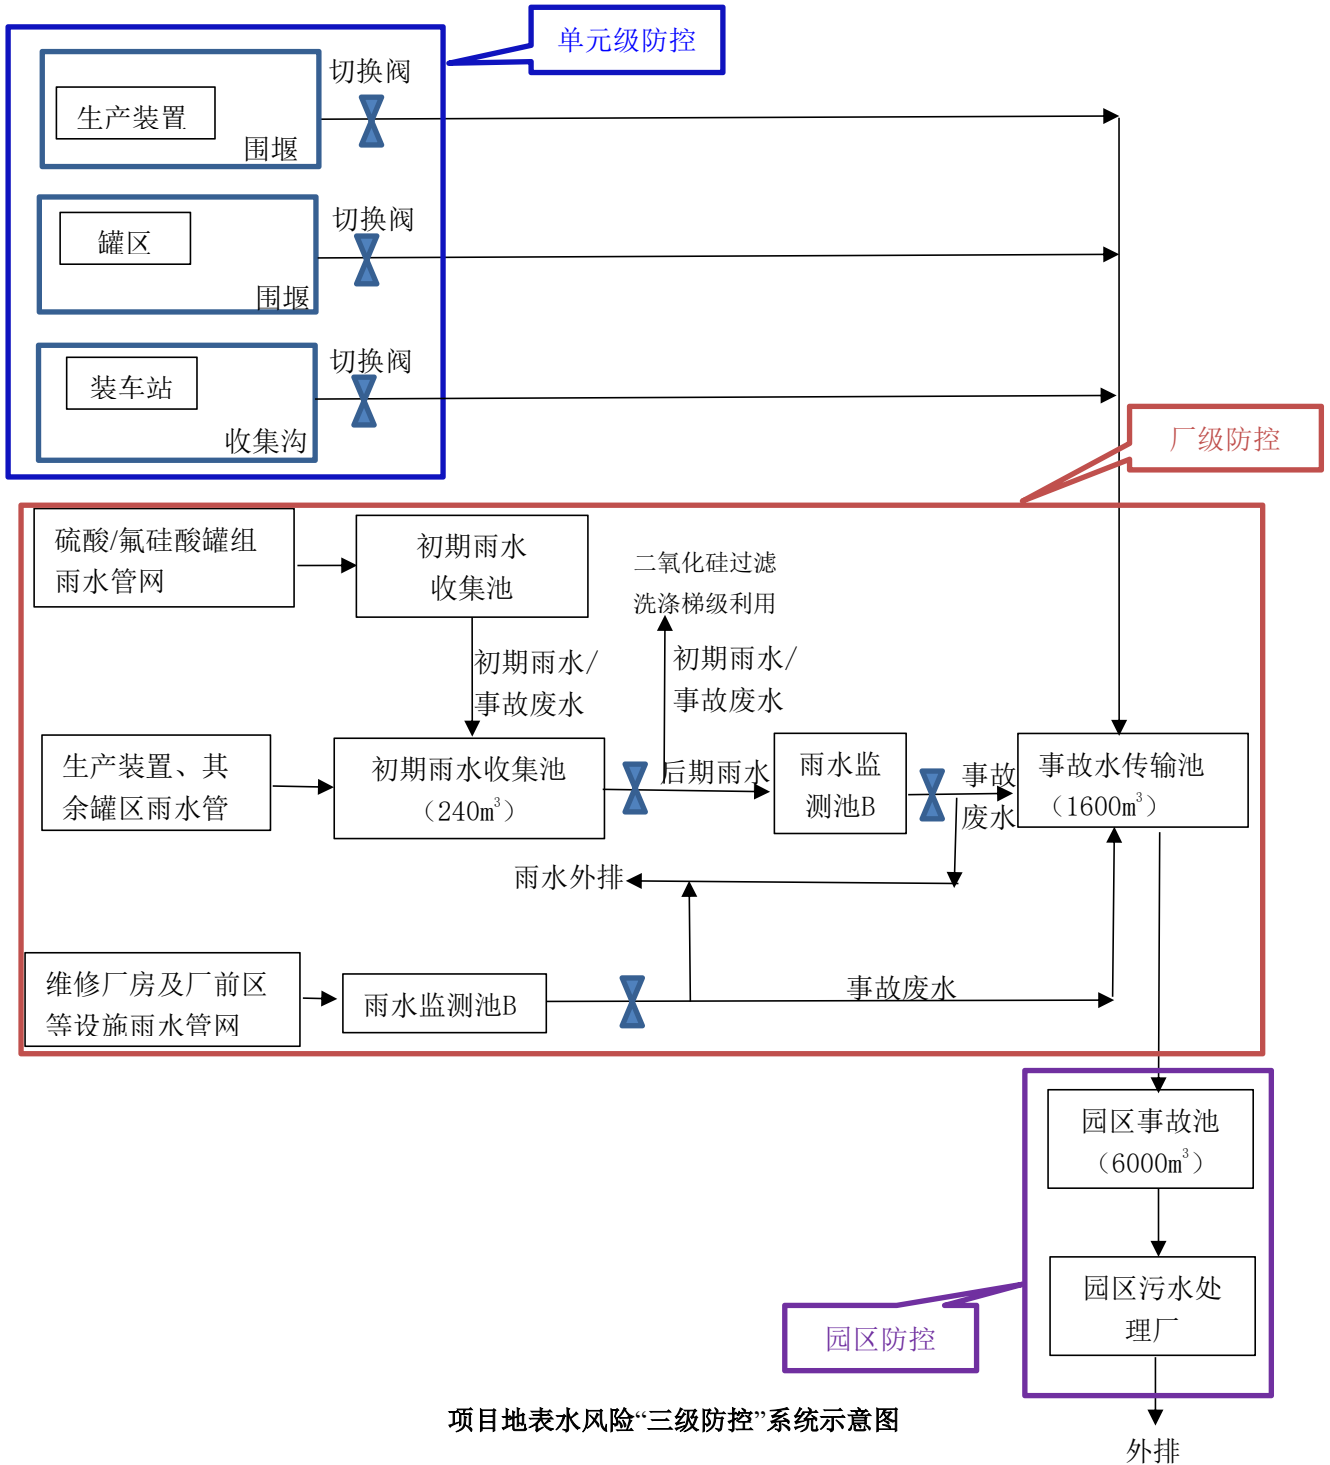 单元级防控
切换阀
生产装置
围堰
切换阀
罐区
围堰
切换阀
装车站
收集沟
厂级防控
硫酸/氟硅酸罐组
雨水管网
初期雨水
收集池
二氧化硅过滤
洗涤梯级利用
初期雨水/
事故废水
初期雨水/
事故废水
生产装置、其
余罐区雨水管
初期雨水收集池
（240m³）
后期雨水
雨水监
测池B
事故
废水
事故水传输池
（1600m³）
雨水外排
维修厂房及厂前区
等设施雨水管网
雨水监测池B
事故废水
园区事故池
（6000m³）
园区污水处
理厂
园区防控
项目地表水风险“三级防控”系统示意图
外排